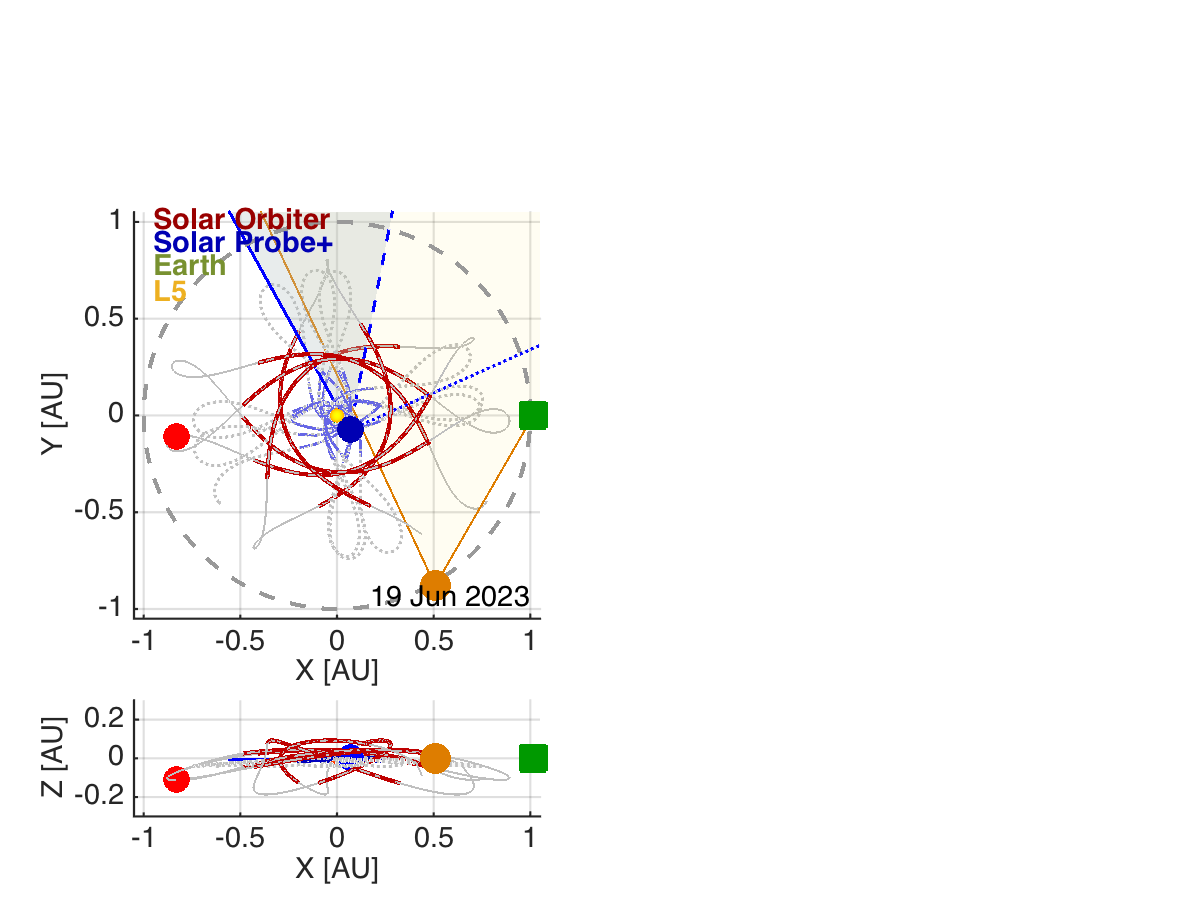 Solar Orbiter
Solar Probe+
Earth
L5
1
0.5
0
-0.5
-1
Y [AU]
19 Jun 2023
-1 -0.5 0 0.5 1
X [AU]
0.2
0
-0.2
Z [AU]
-1 -0.5 0 0.5 1
X [AU]